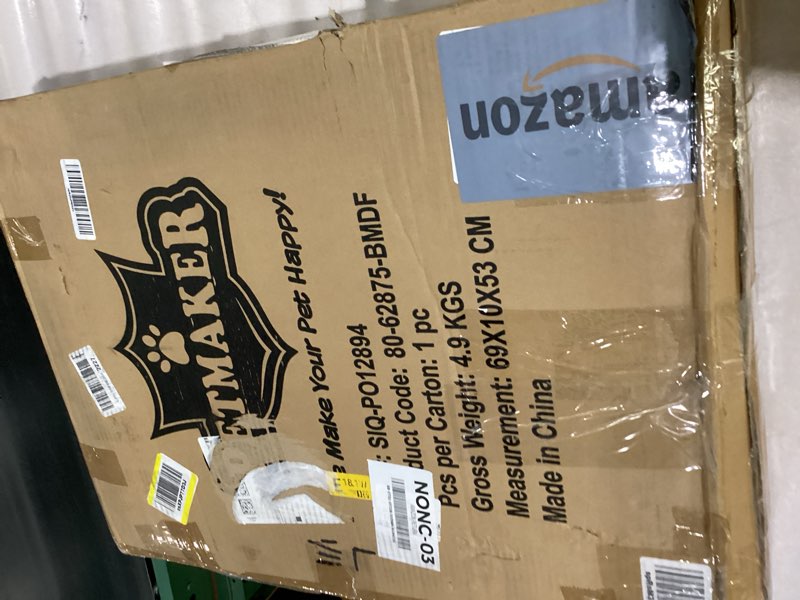 amazon
TMAKER
Make Your Pet Happy!
: SIQ-PO12894
duct Code: 80-62875-BMDF
Pcs per Carton: 1 pc
Gross Weight: 4.9 KGS
Measurement: 69X10X53 CM
Made in China
NONC-03